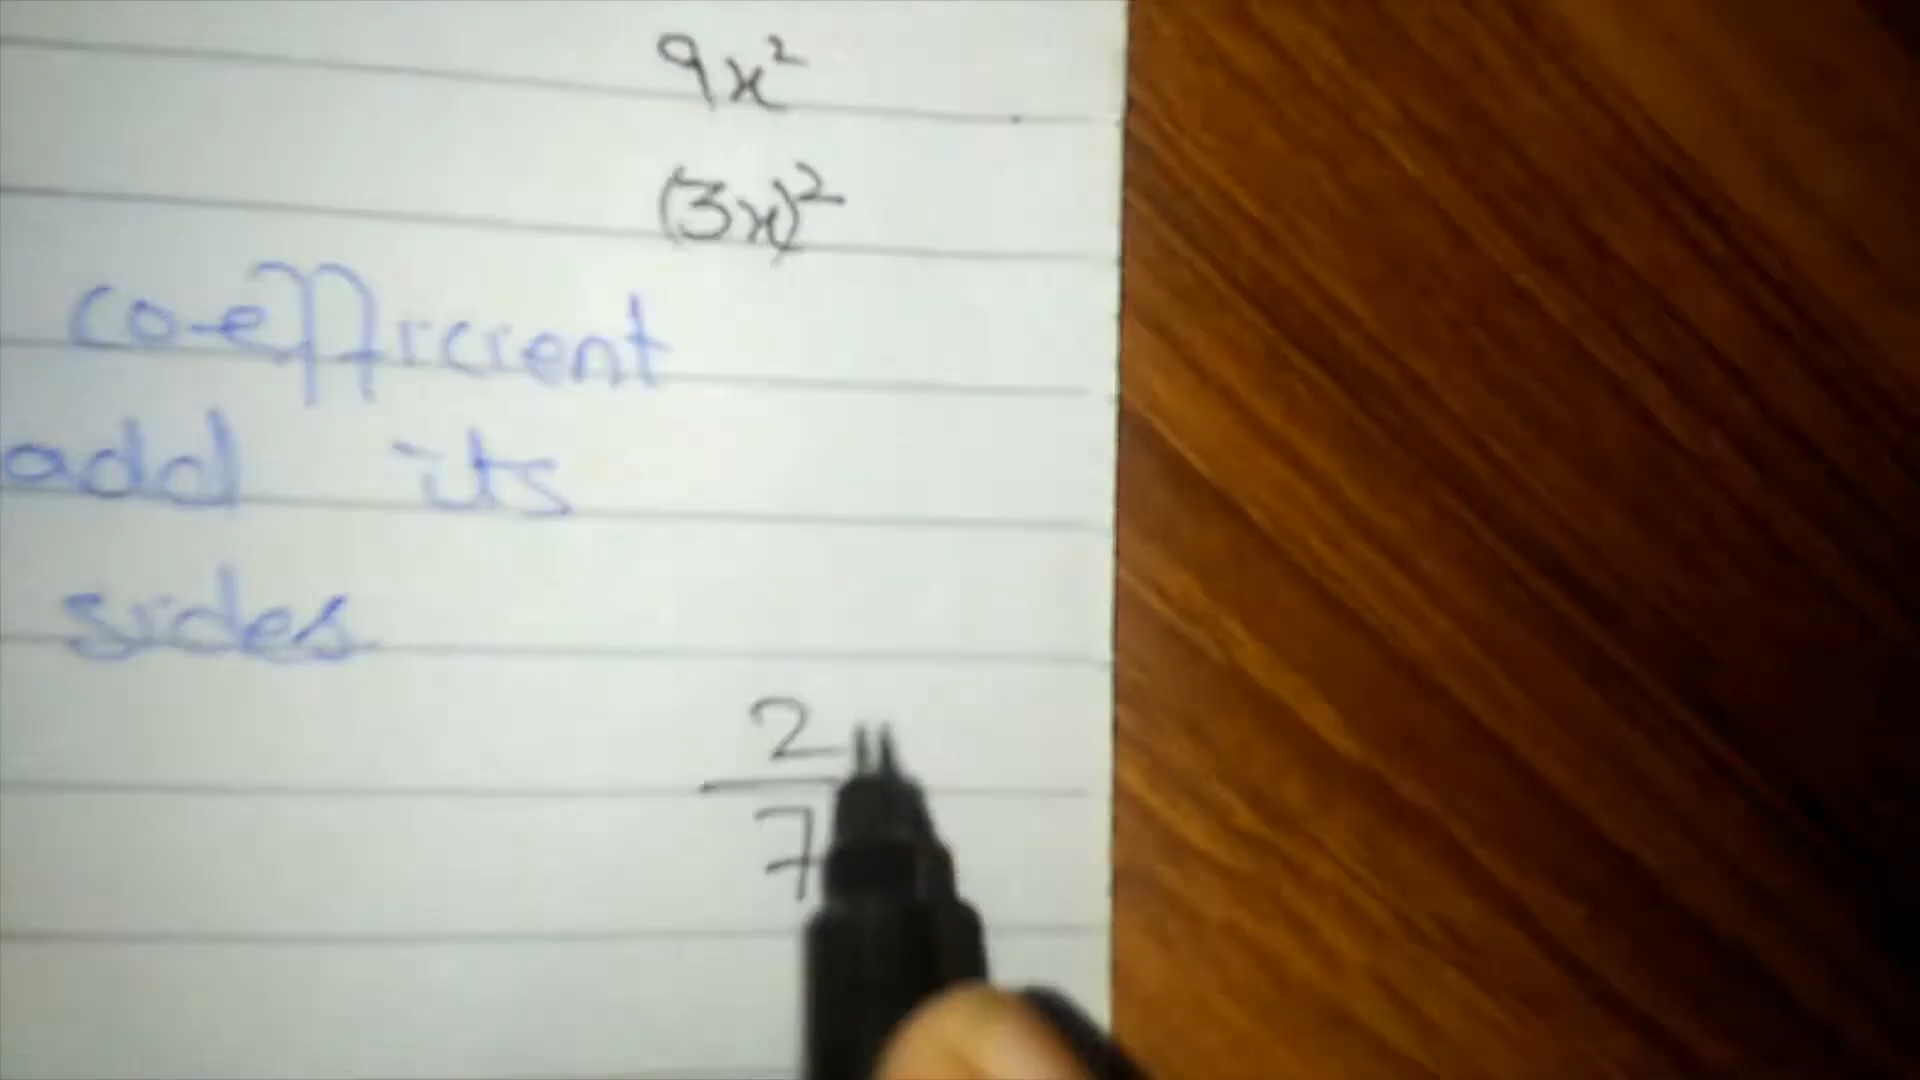 9x²
(3x)²
co-efficient
add its
sides
2
7